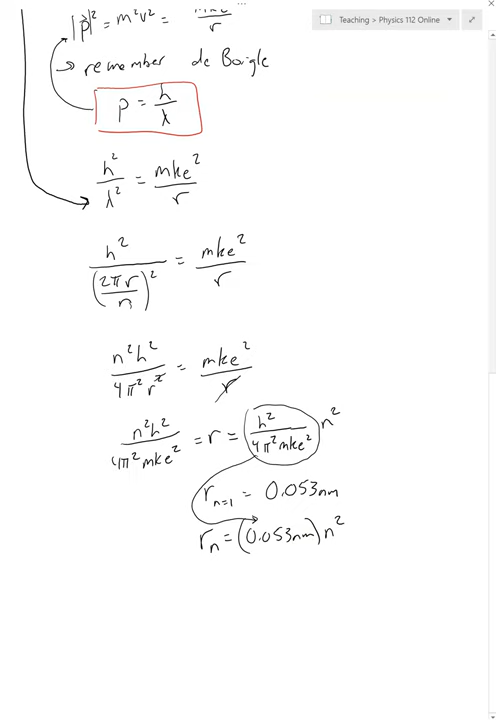 Teaching > Physics 112 Online
|p⃗|² = m²v² = mke²/r
→ remember de Boigle
p = h/λ
h²/λ² = mke²/r
h²/(2πr/n)² = mke²/r
n²h²/4π²r² = mke²/r
n²h²/4π²mke² = r = (h²/4π²mke²) n²
r_{n=1} = 0.053nm
r_n = (0.053nm) n²